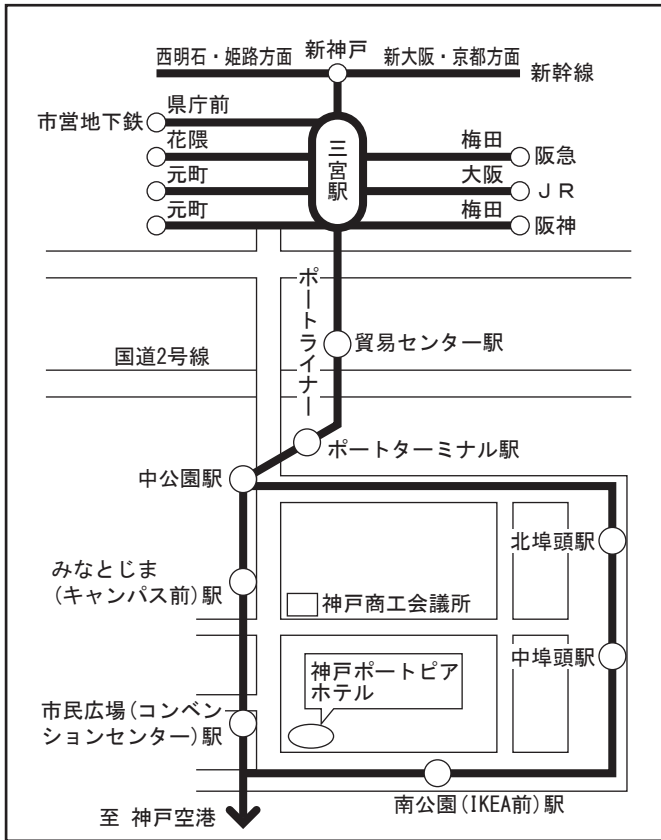 新神戸
西明石・姫路方面
新大阪・京都方面
新幹線
県庁前
市営地下鉄
三宮駅
花隈
梅田
阪急
元町
大阪
ＪＲ
元町
梅田
阪神
ポートライナー
国道2号線
貿易センター駅
ポートターミナル駅
中公園駅
北埠頭駅
みなとじま
(キャンパス前)駅
神戸商工会議所
中埠頭駅
神戸ポートピア
ホテル
市民広場(コンベン
ションセンター)駅
南公園(IKEA前)駅
至 神戸空港